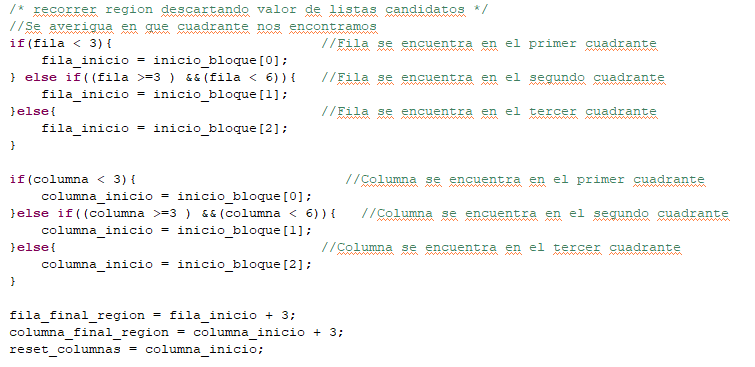 /* recorrer region descartando valor de listas candidatos */
//Se averigua en que cuadrante nos encontramos
if(fila < 3){ //Fila se encuentra en el primer cuadrante
fila_inicio = inicio_bloque[0];
} else if((fila >=3 ) &&(fila < 6)){ //Fila se encuentra en el segundo cuadrante
fila_inicio = inicio_bloque[1];
}else{ //Fila se encuentra en el tercer cuadrante
fila_inicio = inicio_bloque[2];
}
if(columna < 3){ //Columna se encuentra en el primer cuadrante
columna_inicio = inicio_bloque[0];
}else if((columna >=3 ) &&(columna < 6)){ //Columna se encuentra en el segundo cuadrante
columna_inicio = inicio_bloque[1];
}else{ //Columna se encuentra en el tercer cuadrante
columna_inicio = inicio_bloque[2];
}
fila_final_region = fila_inicio + 3;
columna_final_region = columna_inicio + 3;
reset_columnas = columna_inicio;